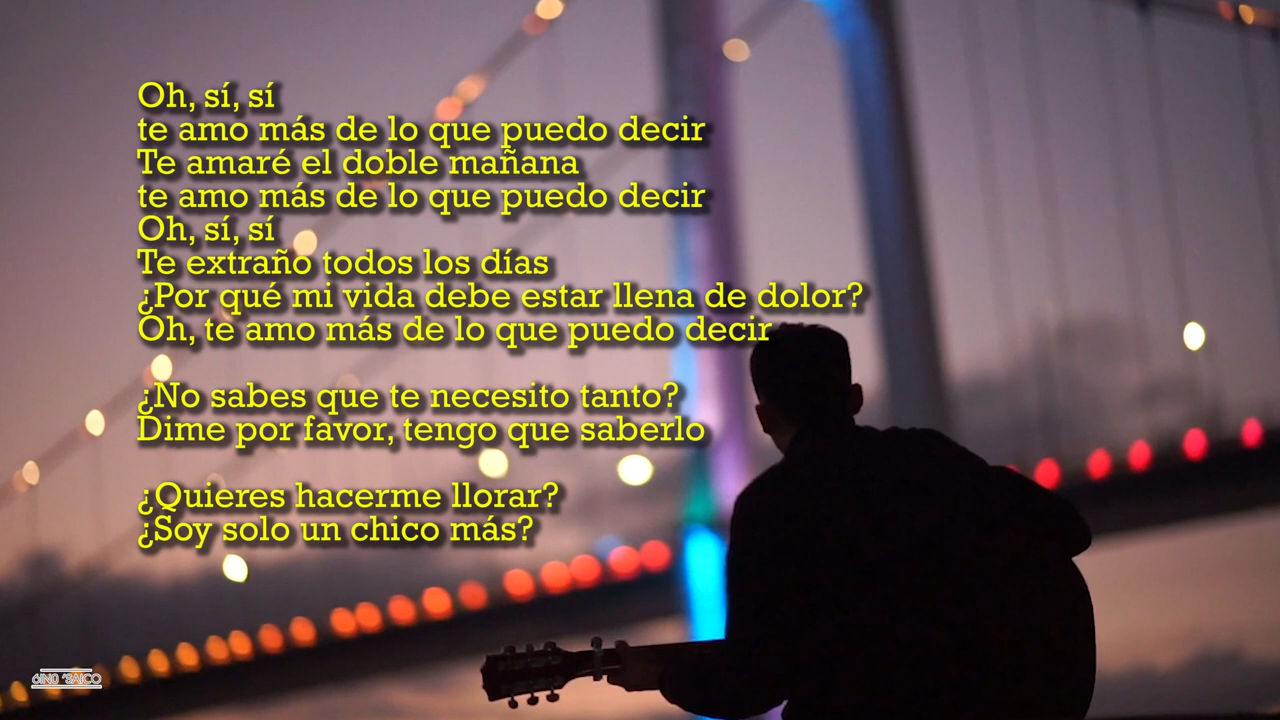 Oh, sí, sí
te amo más de lo que puedo decir
Te amaré el doble mañana
te amo más de lo que puedo decir
Oh, sí, sí
Te extraño todos los días
¿Por qué mi vida debe estar llena de dolor?
Oh, te amo más de lo que puedo decir
¿No sabes que te necesito tanto?
Dime por favor, tengo que saberlo
¿Quieres hacerme llorar?
¿Soy solo un chico más?